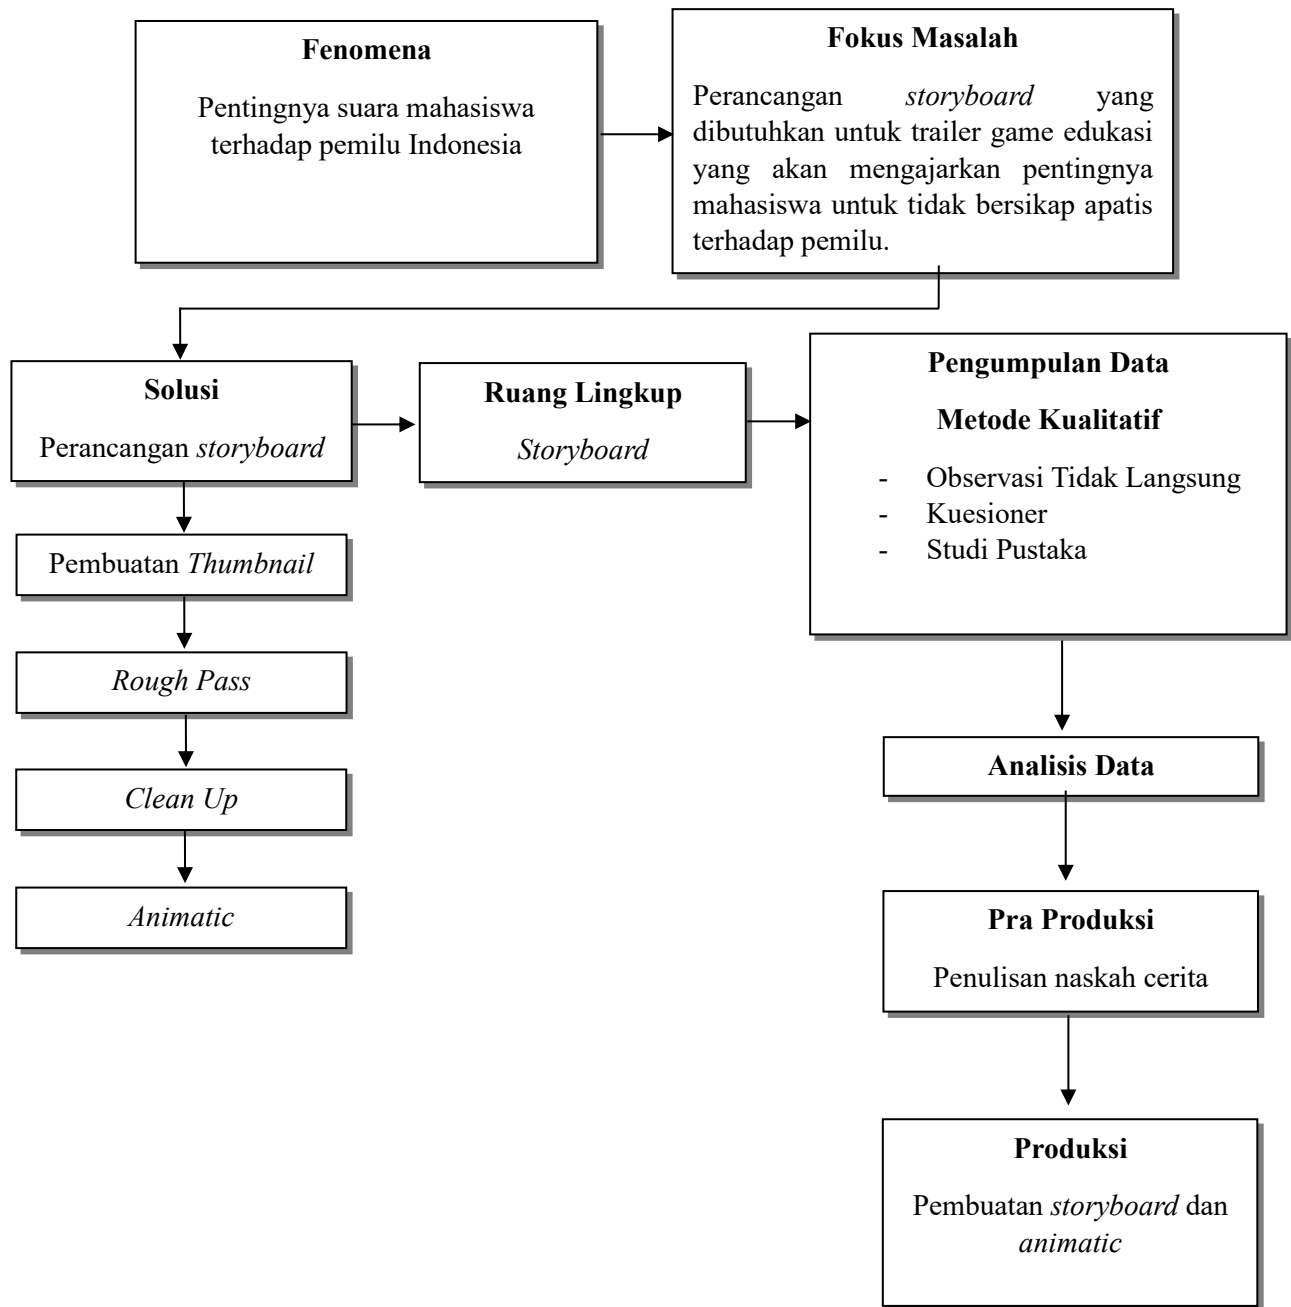 Fenomena
Pentingnya suara mahasiswa
terhadap pemilu Indonesia
Fokus Masalah
Perancangan storyboard yang
dibutuhkan untuk trailer game edukasi
yang akan mengajarkan pentingnya
mahasiswa untuk tidak bersikap apatis
terhadap pemilu.
Solusi
Perancangan storyboard
Ruang Lingkup
Storyboard
Pengumpulan Data
Metode Kualitatif
- Observasi Tidak Langsung
- Kuesioner
- Studi Pustaka
Pembuatan Thumbnail
Rough Pass
Clean Up
Animatic
Analisis Data
Pra Produksi
Penulisan naskah cerita
Produksi
Pembuatan storyboard dan
animatic